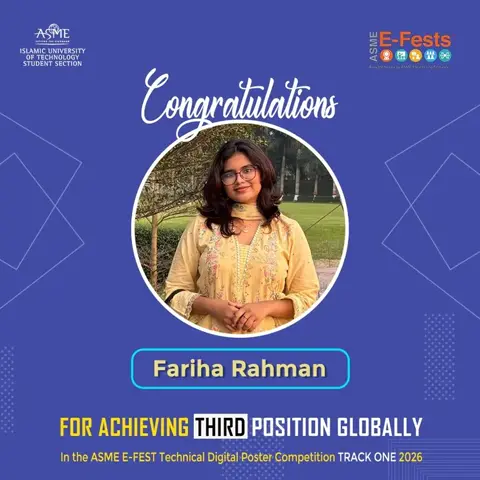 ASME
ISLAMIC UNIVERSITY
OF TECHNOLOGY
STUDENT SECTION
ASME
E-Fests
Congratulations
Fariha Rahman
FOR ACHIEVING THIRD POSITION GLOBALLY
In the ASME E-FEST Technical Digital Poster Competition TRACK ONE 2026